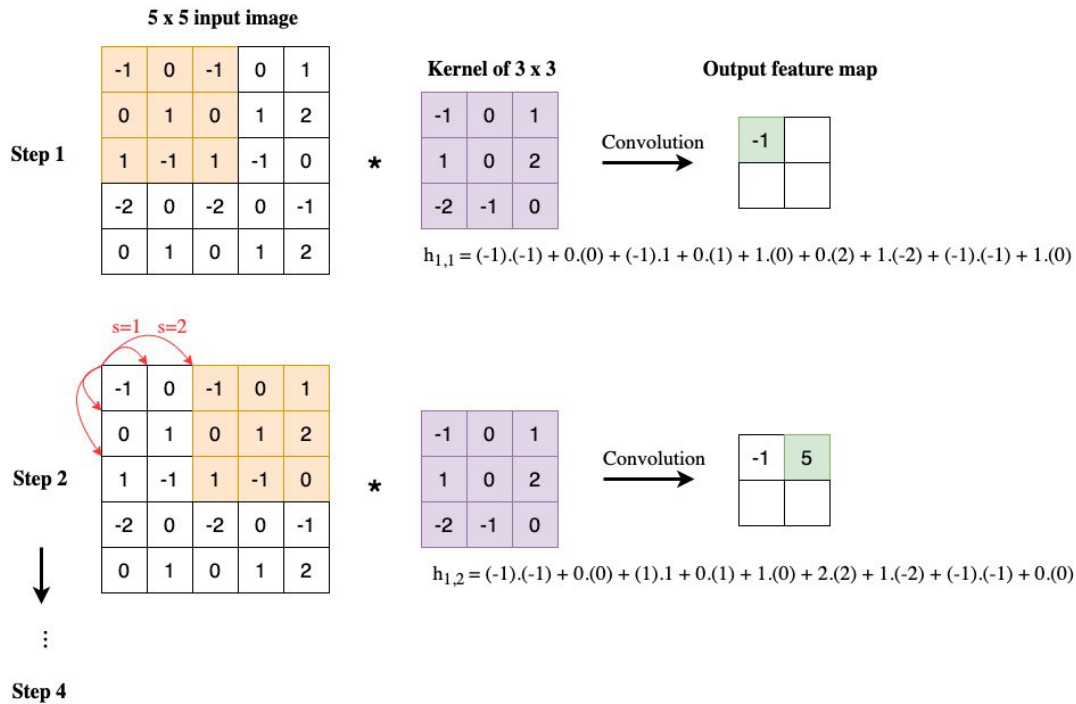 5 x 5 input image
Kernel of 3 x 3
Output feature map
Step 1
-1 0 -1 0 1
0 1 0 1 2
1 -1 1 -1 0
-2 0 -2 0 -1
0 1 0 1 2
*
-1 0 1
1 0 2
-2 -1 0
Convolution
-1
h1,1 = (-1).(-1) + 0.(0) + (-1).1 + 0.(1) + 1.(0) + 0.(2) + 1.(-2) + (-1).(-1) + 1.(0)
s=1 s=2
Step 2
-1 0 -1 0 1
0 1 0 1 2
1 -1 1 -1 0
-2 0 -2 0 -1
0 1 0 1 2
*
-1 0 1
1 0 2
-2 -1 0
Convolution
-1 5
h1,2 = (-1).(-1) + 0.(0) + (1).1 + 0.(1) + 1.(0) + 2.(2) + 1.(-2) + (-1).(-1) + 0.(0)
⋮
Step 4